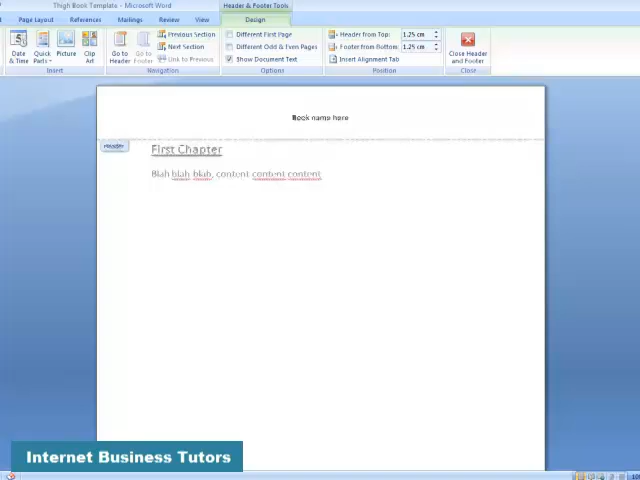 Thigh Book Template - Microsoft Word
Header & Footer Tools
Page Layout References Mailings Review View Design
Date & Time
Quick Parts
Picture
Clip Art
Insert
Go to Header
Go to Footer
Previous Section
Next Section
Link to Previous
Navigation
Different First Page
Different Odd & Even Pages
Show Document Text
Options
Header from Top: 1.25 cm
Footer from Bottom: 1.25 cm
Insert Alignment Tab
Position
Close Header and Footer
Close
Book name here
Header
First Chapter
Blah blah blah, content content content
Internet Business Tutors